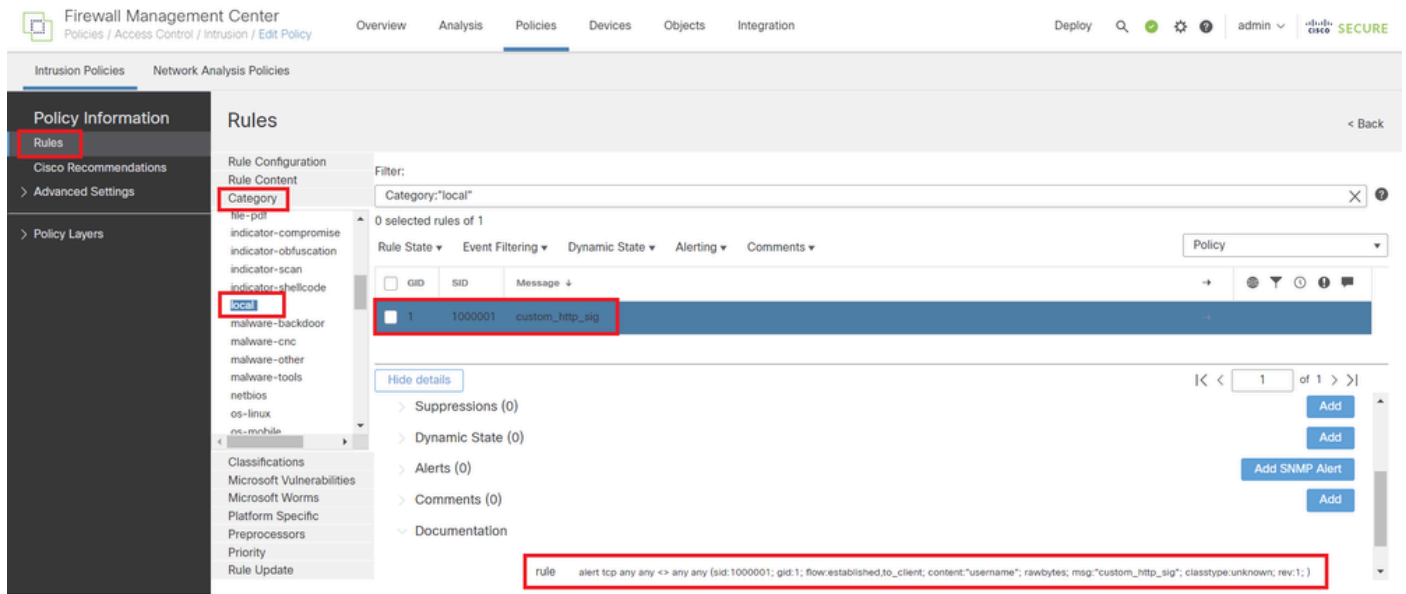 Firewall Management Center
Policies / Access Control / Intrusion / Edit Policy
Overview Analysis Policies Devices Objects Integration
Deploy admin cisco SECURE
Intrusion Policies Network Analysis Policies
Policy Information
Rules
Cisco Recommendations
> Advanced Settings
> Policy Layers
Rules
< Back
Rule Configuration
Rule Content
Category
file-pdf
indicator-compromise
indicator-obfuscation
indicator-scan
indicator-shellcode
local
malware-backdoor
malware-cnc
malware-other
malware-tools
netbios
os-linux
os-mobile
Classifications
Microsoft Vulnerabilities
Microsoft Worms
Platform Specific
Preprocessors
Priority
Rule Update
Filter:
Category:"local"
0 selected rules of 1
Rule State Event Filtering Dynamic State Alerting Comments
Policy
GID SID Message
1 1000001 custom_http_sig
Hide details
1 of 1
Suppressions (0) Add
Dynamic State (0) Add
Alerts (0) Add SNMP Alert
Comments (0) Add
Documentation
rule alert tcp any any <> any any (sid:1000001; gid:1; flow:established,to_client; content:"username"; rawbytes; msg:"custom_http_sig"; classtype:unknown; rev:1; )